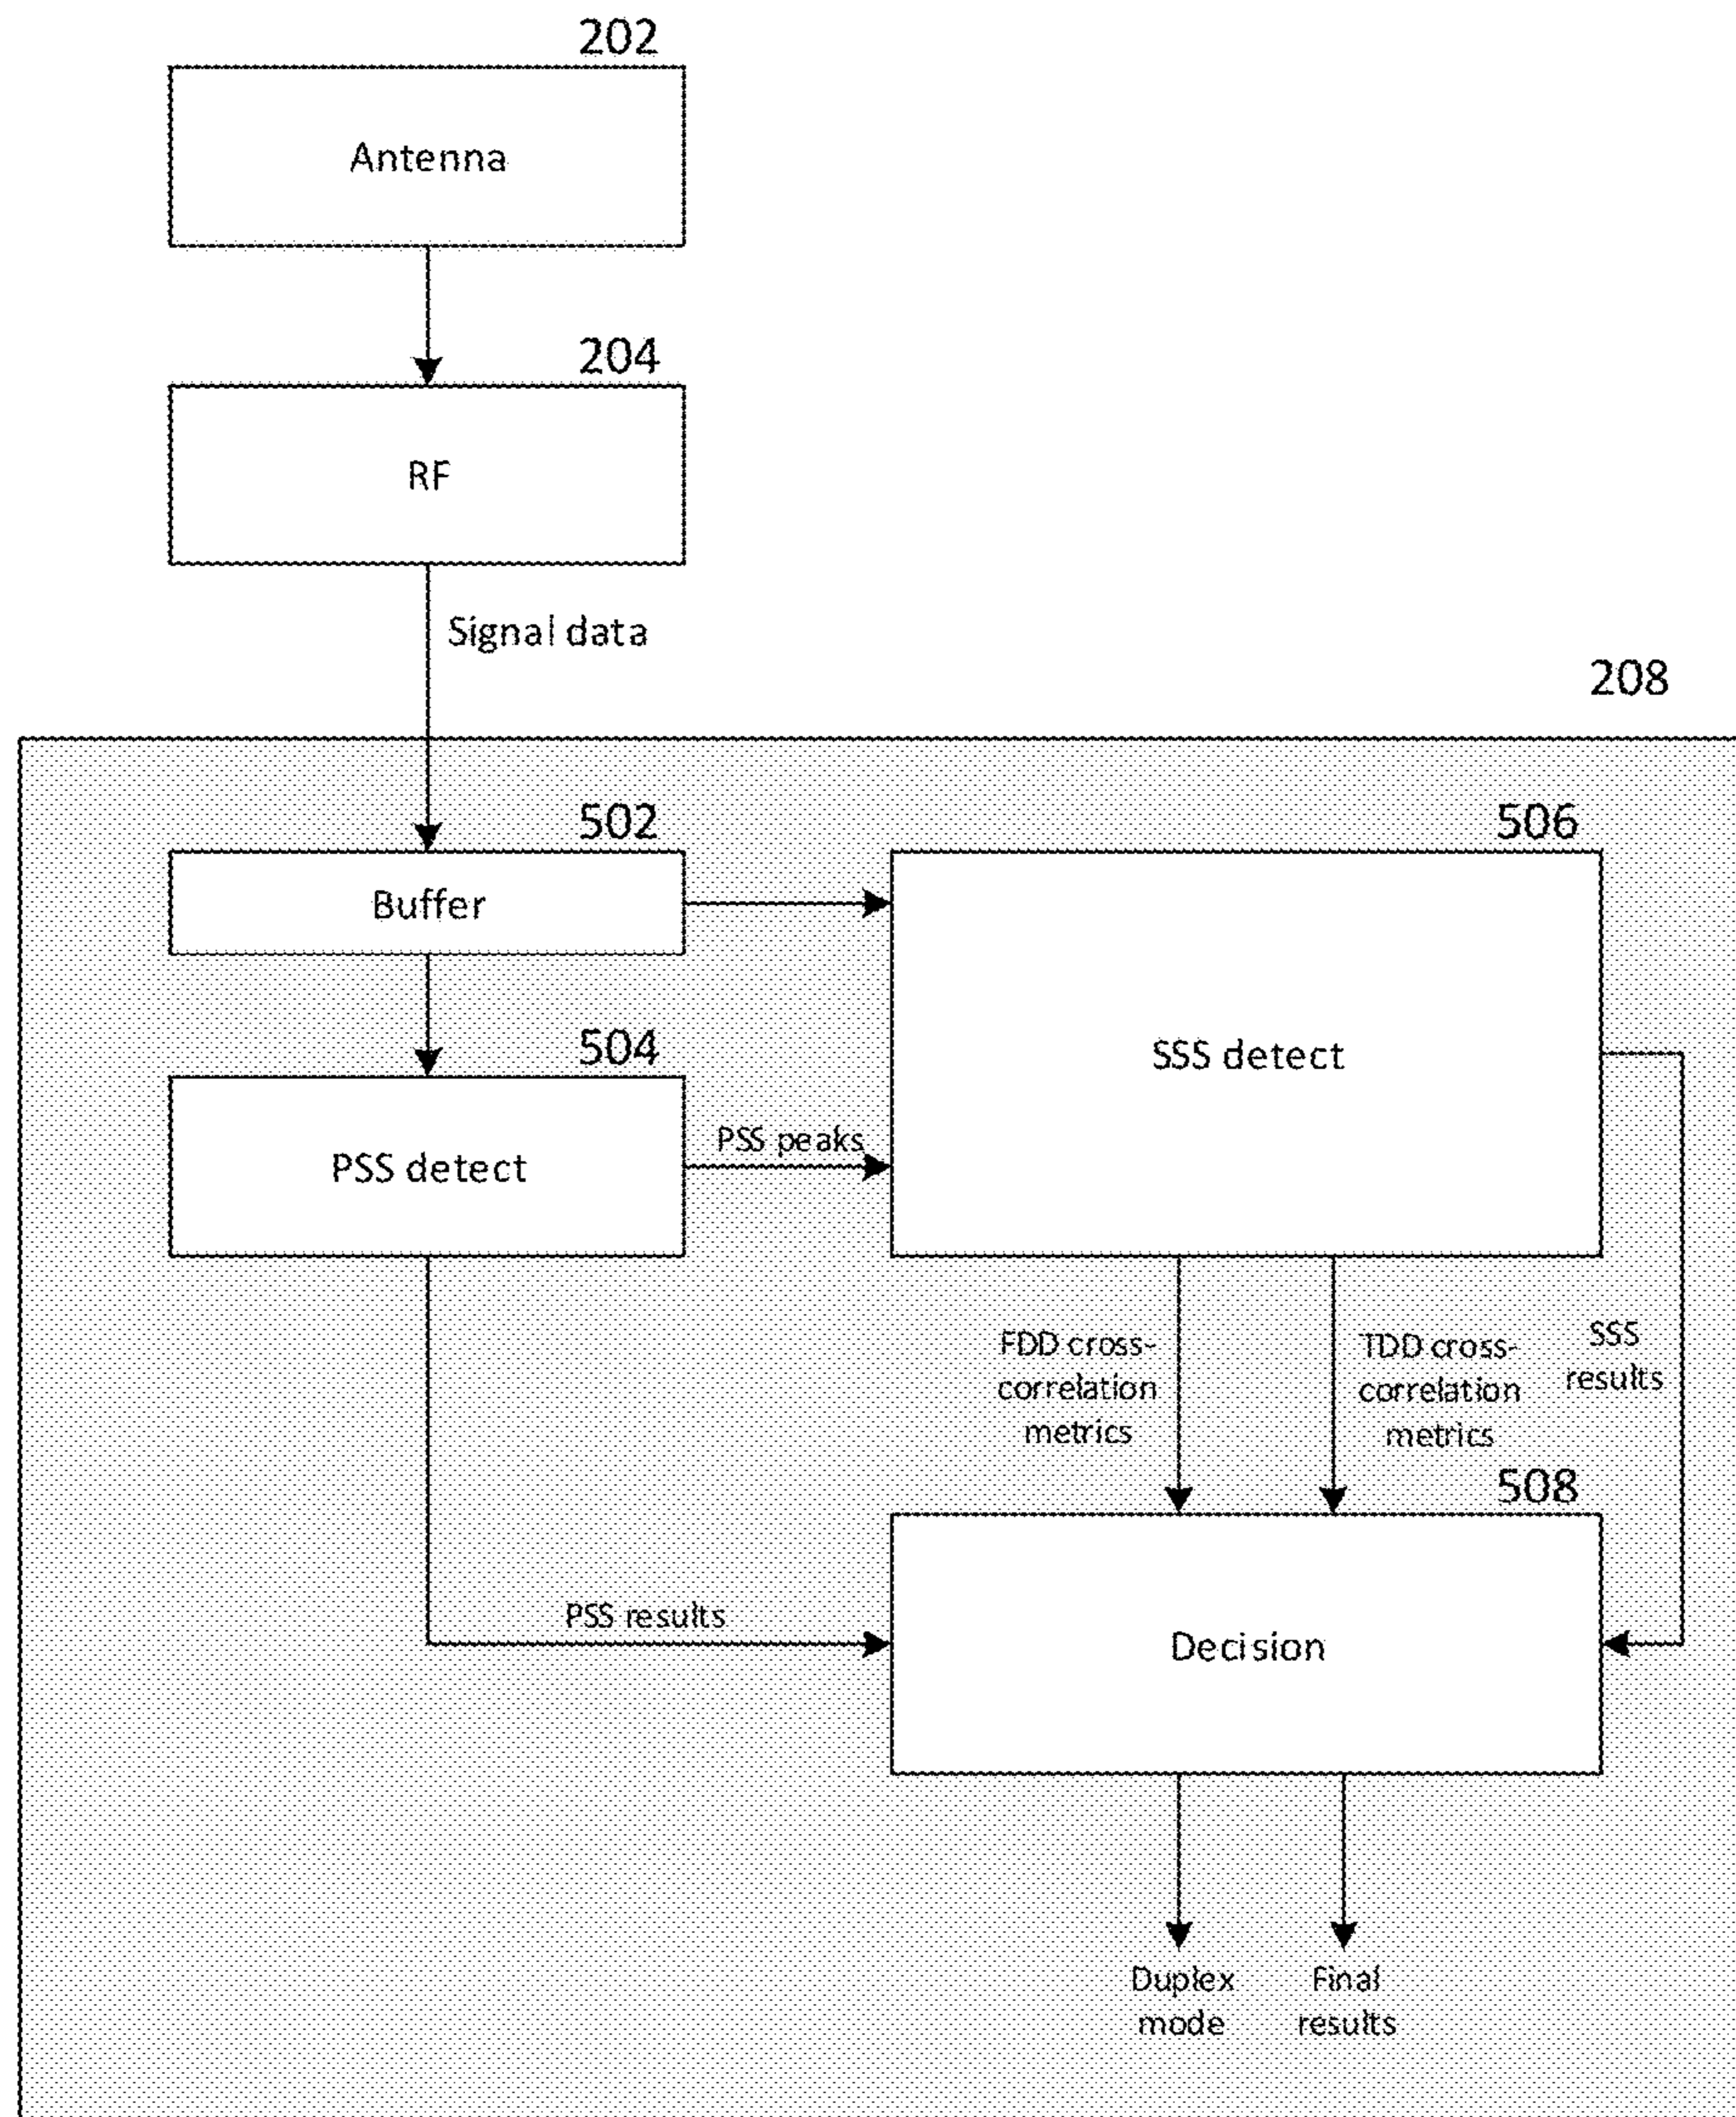 202
Antenna
204
RF
Signal data
208
502
Buffer
506
SSS detect
504
PSS detect
PSS peaks
FDD cross-
correlation
metrics
TDD cross-
correlation
metrics
SSS
results
508
Decision
PSS results
Duplex
mode
Final
results